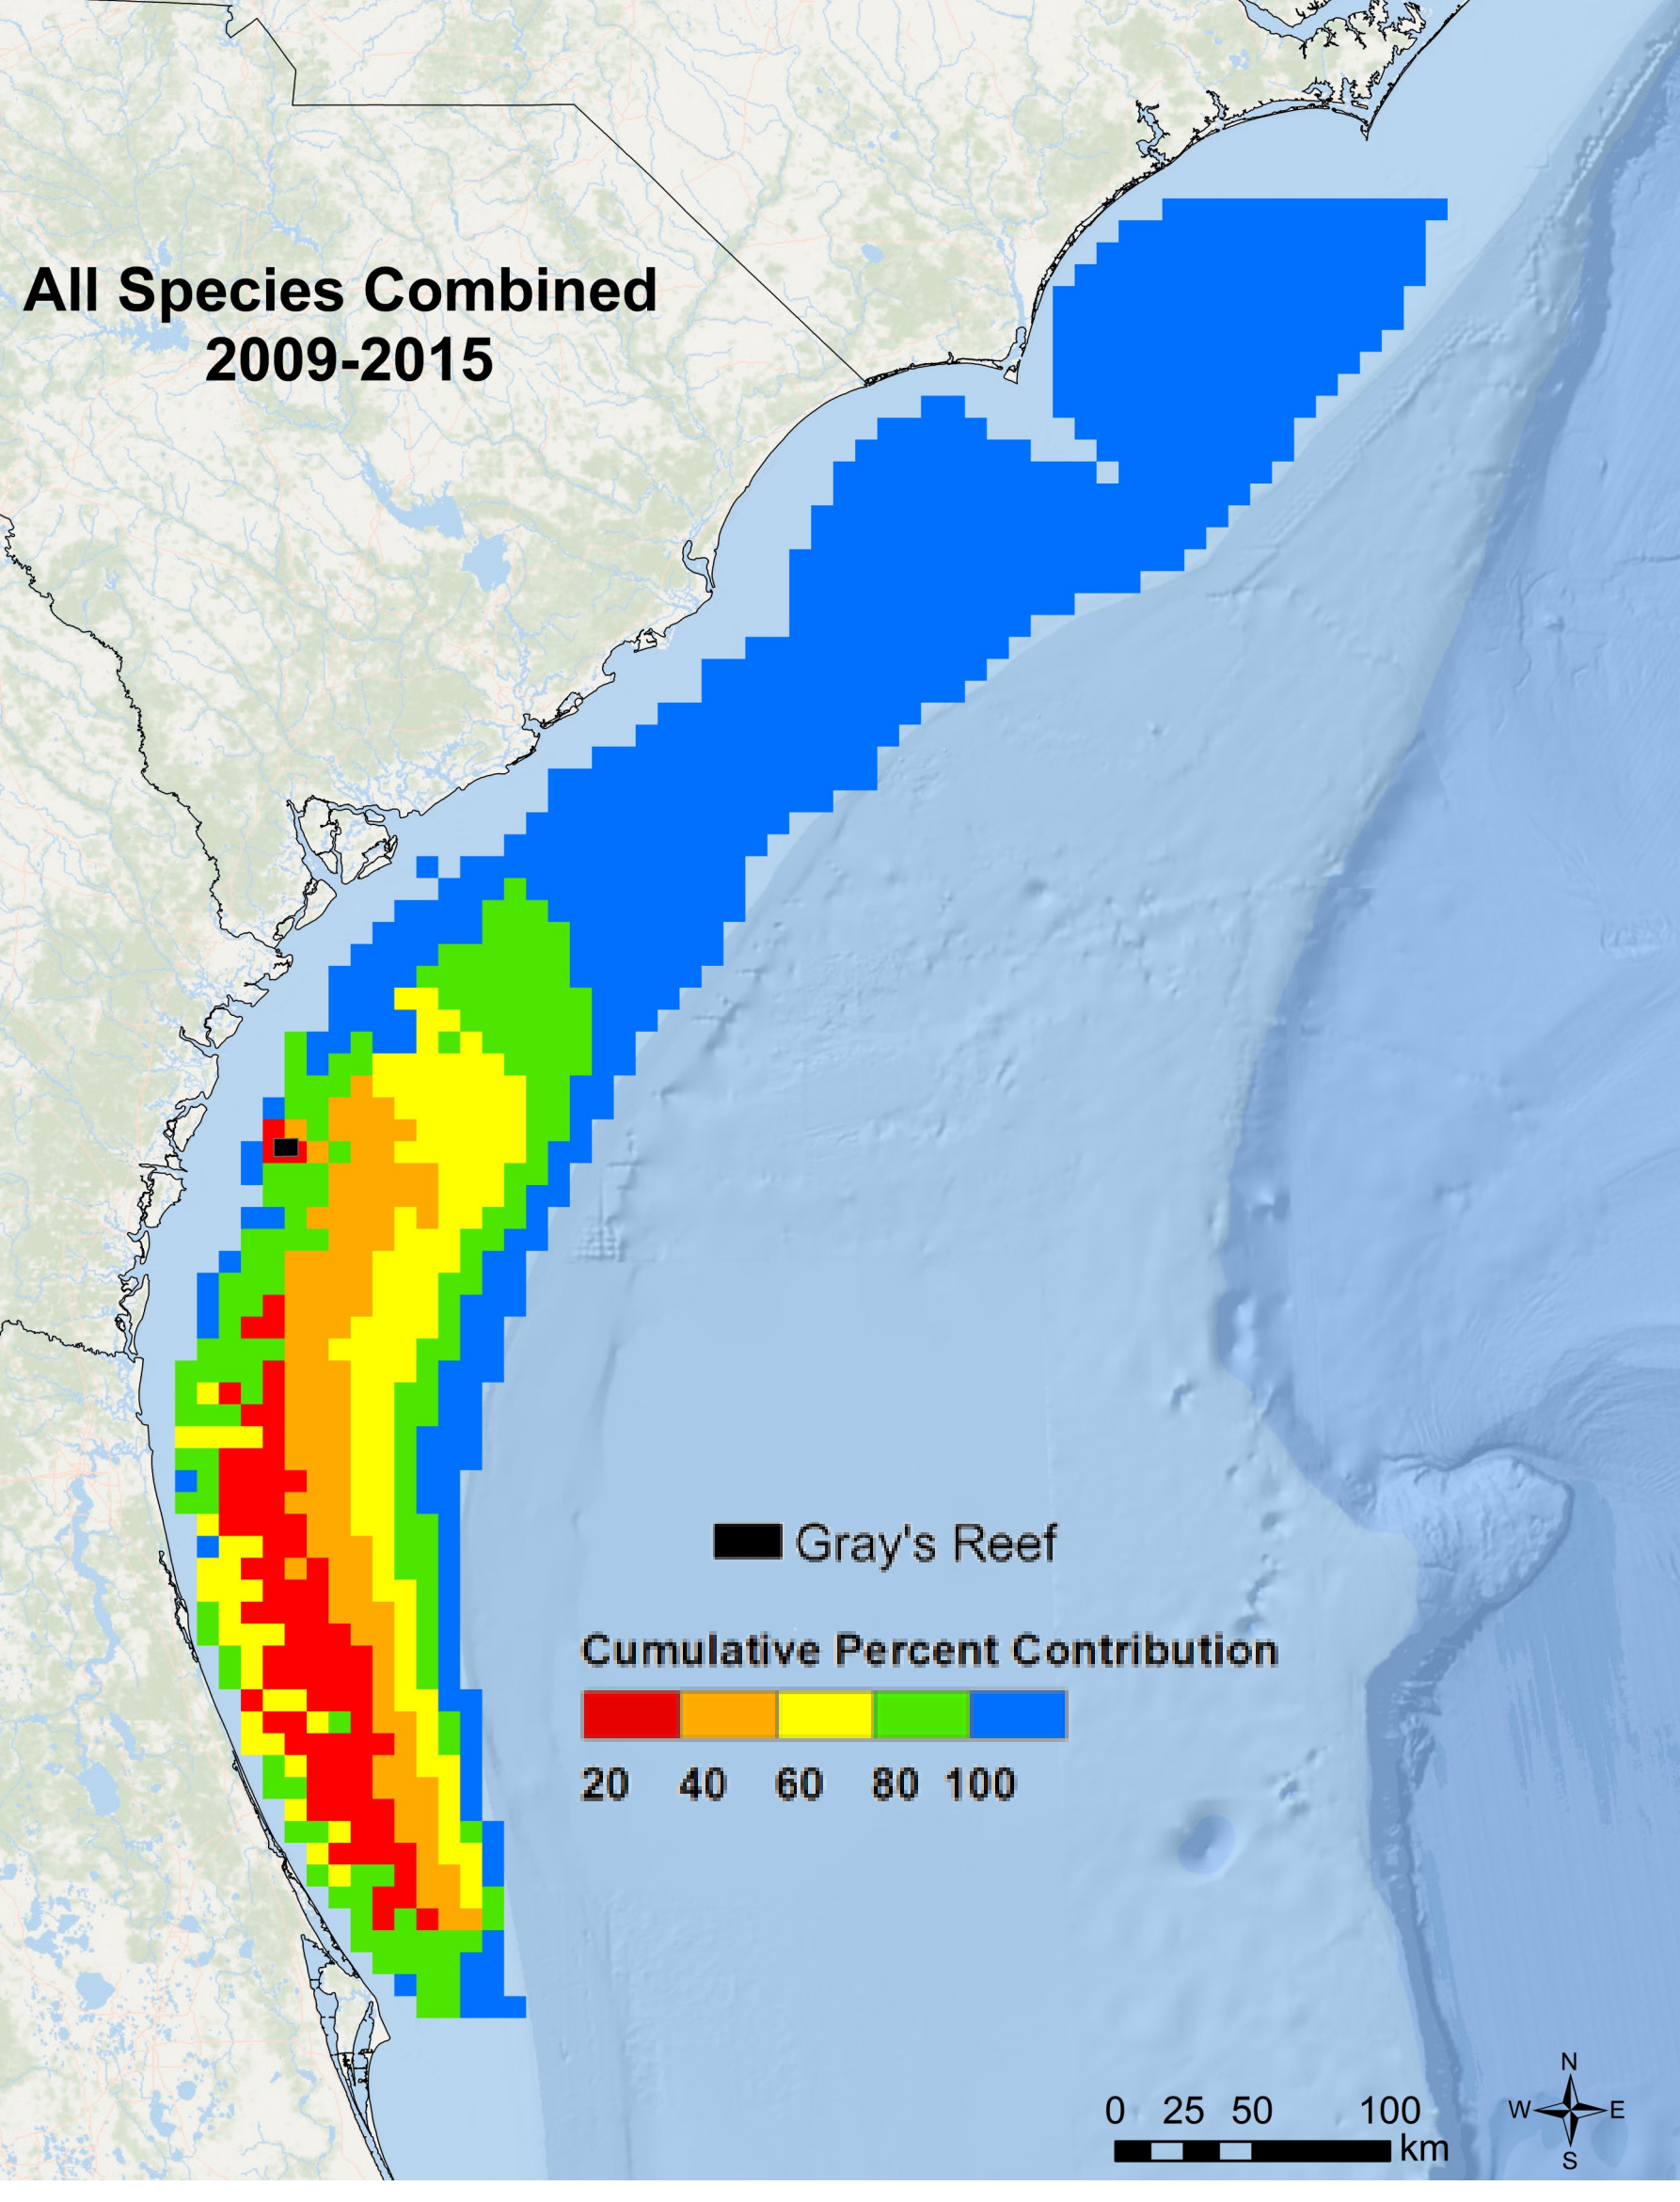 All Species Combined
2009-2015
Gray's Reef
Cumulative Percent Contribution
20 40 60 80 100
N
W E
S
0 25 50 100
km